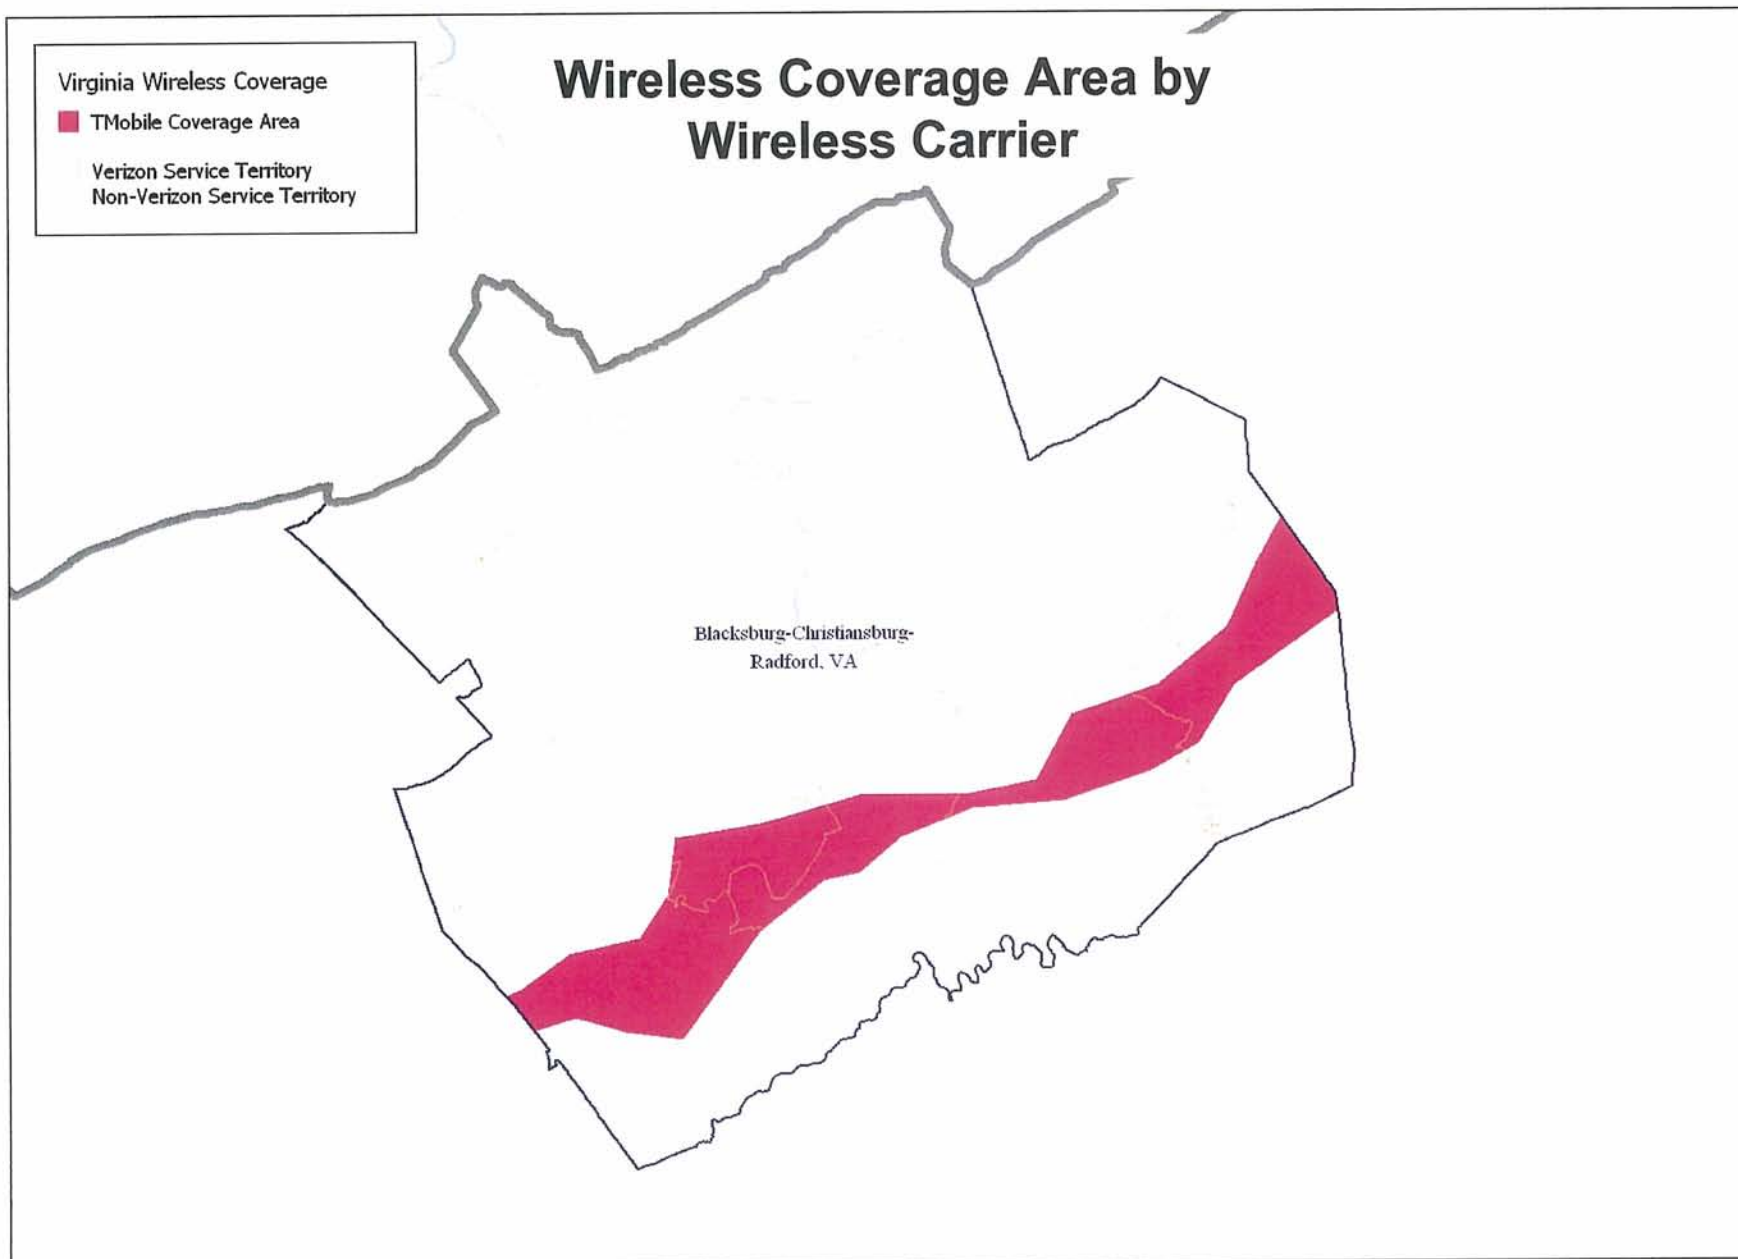 Virginia Wireless Coverage
TMobile Coverage Area
Verizon Service Territory
Non-Verizon Service Territory
Wireless Coverage Area by
Wireless Carrier
Blacksburg-Christiansburg-
Radford, VA